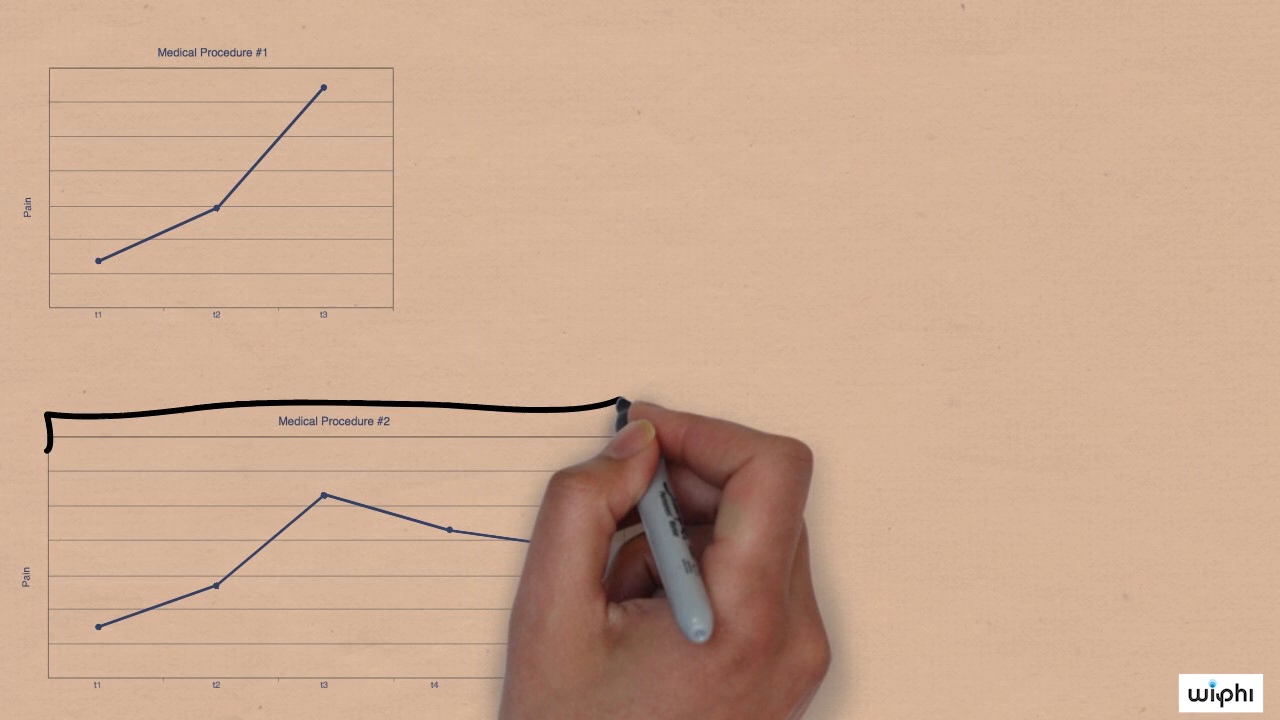 Medical Procedure #1
Pain
t1 t2 t3
Medical Procedure #2
Pain
t1 t2 t3 t4
wiphi